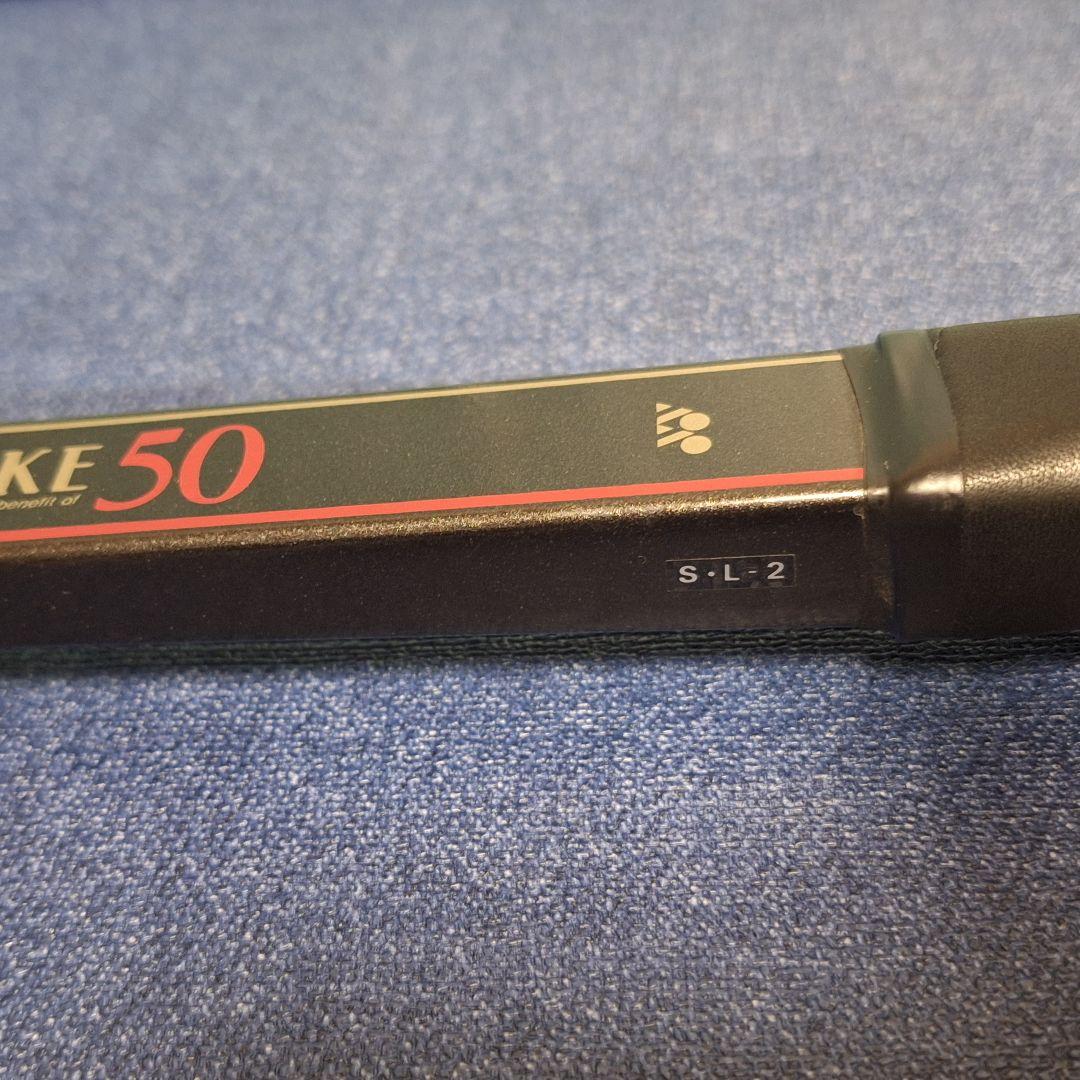 KE 50
benefit of
S·L-2